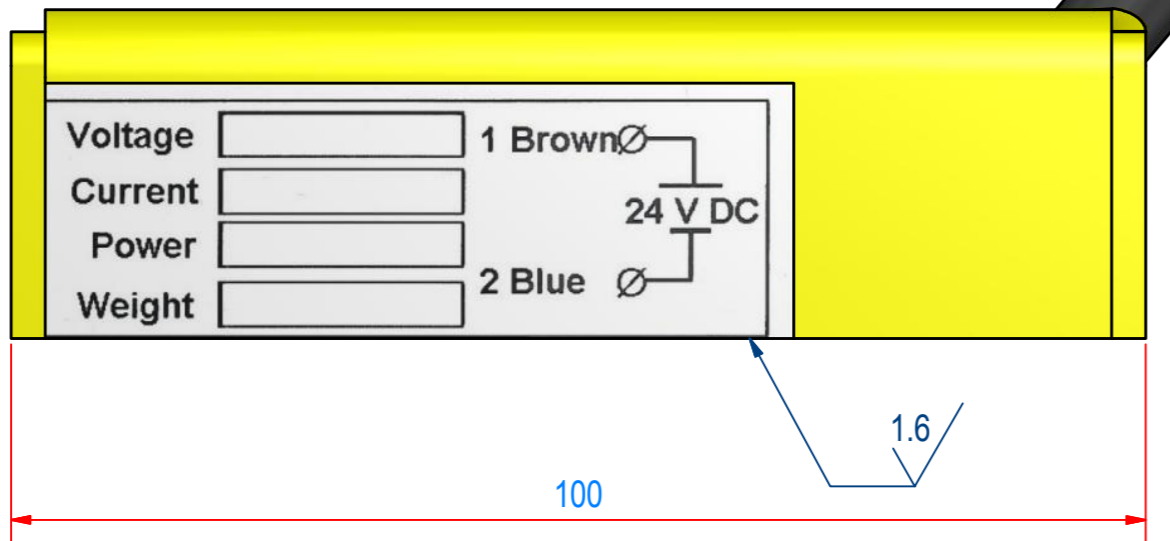 Voltage
1 Brown
Current
24 V DC
Power
2 Blue
Weight
1.6
100